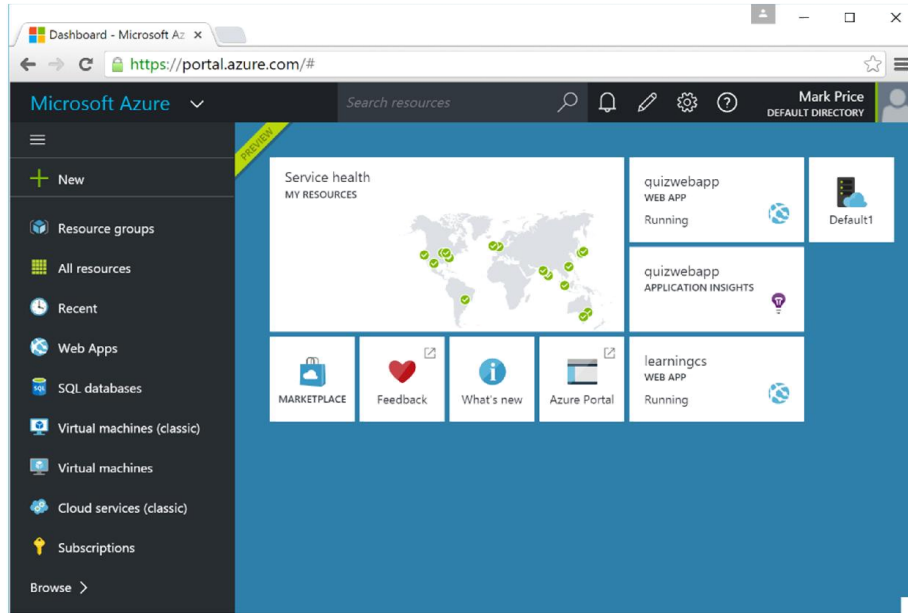 Dashboard - Microsoft Az
https://portal.azure.com/#
Microsoft Azure
Search resources
Mark Price
DEFAULT DIRECTORY
PREVIEW
New
Resource groups
All resources
Recent
Web Apps
SQL databases
Virtual machines (classic)
Virtual machines
Cloud services (classic)
Subscriptions
Browse
Service health
MY RESOURCES
quizwebapp
WEB APP
Running
Default1
quizwebapp
APPLICATION INSIGHTS
MARKETPLACE
Feedback
What's new
Azure Portal
learningcs
WEB APP
Running